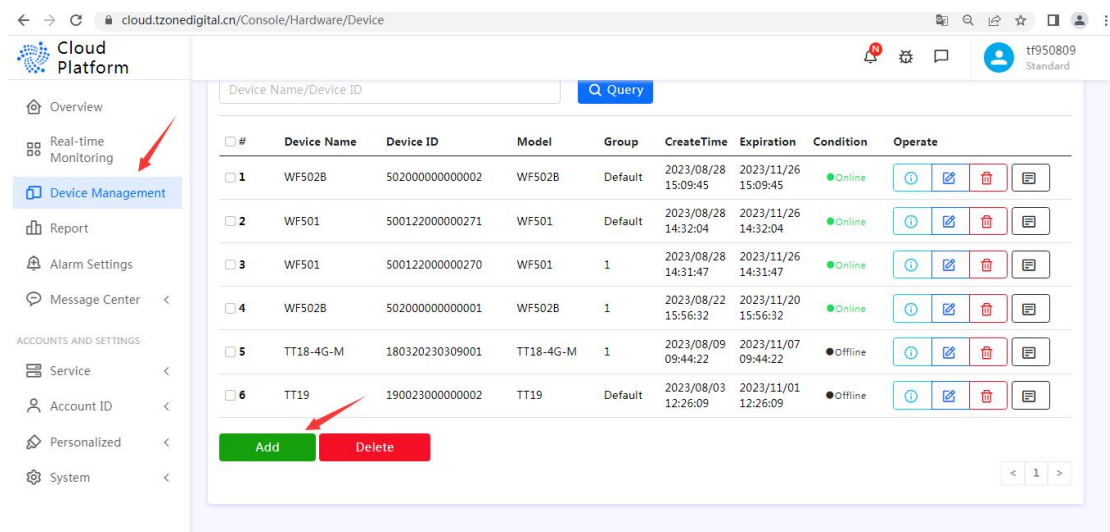 cloud.tzonedigital.cn/Console/Hardware/Device
Cloud
Platform
N
tf950809
Standard
Overview
Real-time
Monitoring
Device Management
Report
Alarm Settings
Message Center <
ACCOUNTS AND SETTINGS
Service <
Account ID <
Personalized <
System <
Device Name/Device ID Query
# Device Name Device ID Model Group CreateTime Expiration Condition Operate
1 WF502B 502000000000002 WF502B Default 2023/08/28 15:09:45 2023/11/26 15:09:45 Online
2 WF501 500122000000271 WF501 Default 2023/08/28 14:32:04 2023/11/26 14:32:04 Online
3 WF501 500122000000270 WF501 1 2023/08/28 14:31:47 2023/11/26 14:31:47 Online
4 WF502B 502000000000001 WF502B 1 2023/08/22 15:56:32 2023/11/20 15:56:32 Online
5 TT18-4G-M 180320230309001 TT18-4G-M 1 2023/08/09 09:44:22 2023/11/07 09:44:22 Offline
6 TT19 190023000000002 TT19 Default 2023/08/03 12:26:09 2023/11/01 12:26:09 Offline
Add Delete
< 1 >